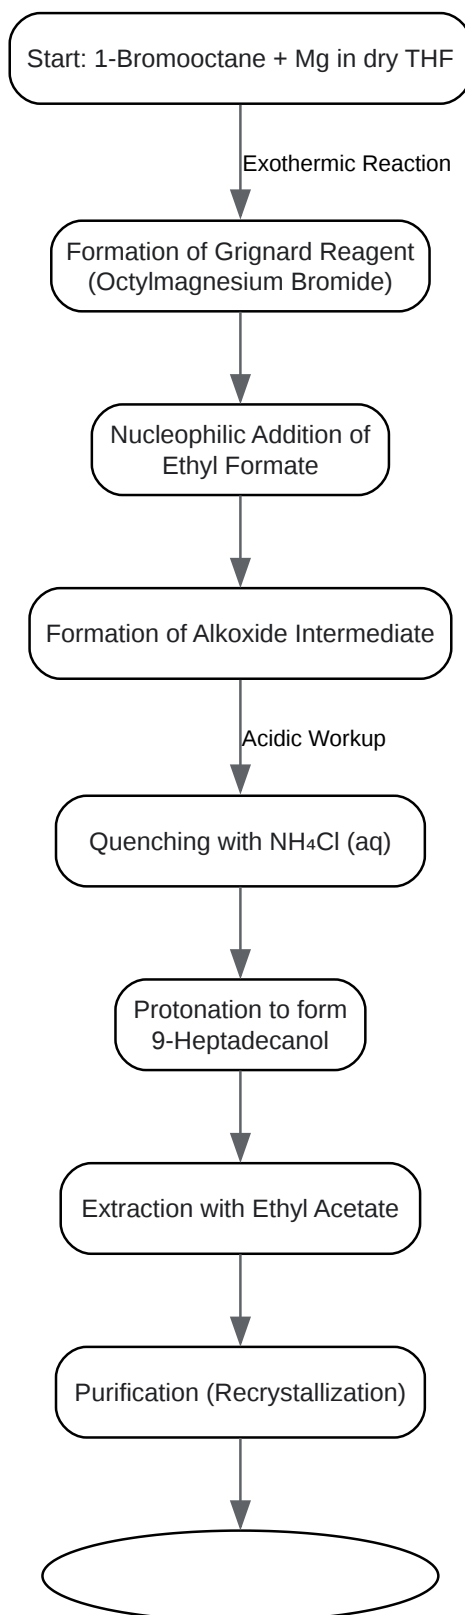 Start: 1-Bromooctane + Mg in dry THF
Exothermic Reaction
Formation of Grignard Reagent
(Octylmagnesium Bromide)
Nucleophilic Addition of
Ethyl Formate
Formation of Alkoxide Intermediate
Acidic Workup
Quenching with NH₄Cl (aq)
Protonation to form
9-Heptadecanol
Extraction with Ethyl Acetate
Purification (Recrystallization)